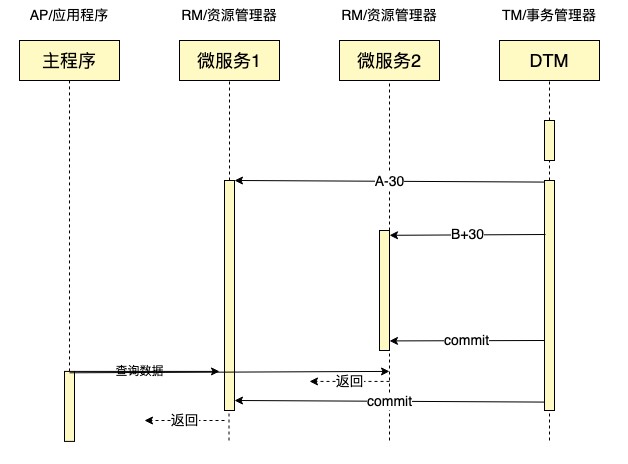 AP/应用程序
RM/资源管理器
RM/资源管理器
TM/事务管理器
主程序
微服务1
微服务2
DTM
A-30
B+30
commit
查询数据
返回
commit
返回